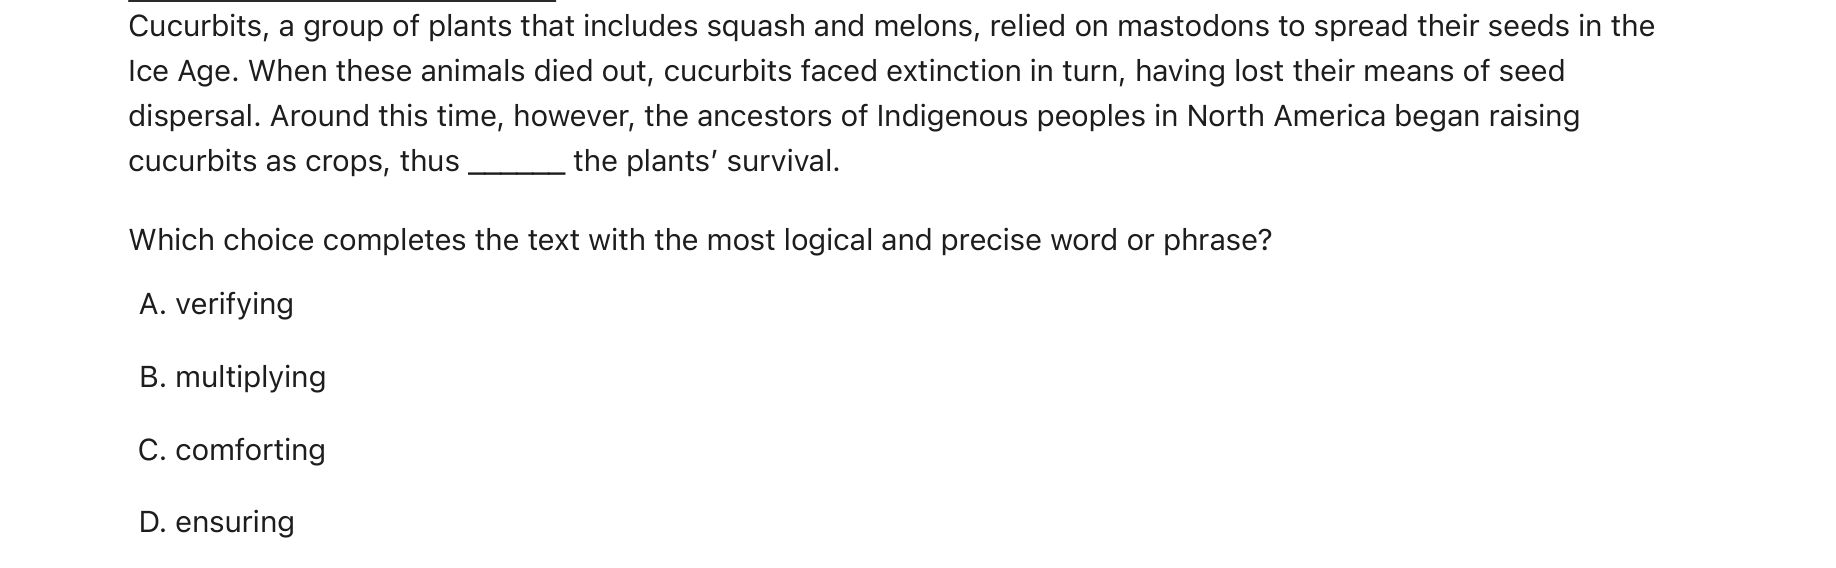 Cucurbits, a group of plants that includes squash and melons, relied on mastodons to spread their seeds in the
Ice Age. When these animals died out, cucurbits faced extinction in turn, having lost their means of seed
dispersal. Around this time, however, the ancestors of Indigenous peoples in North America began raising
cucurbits as crops, thus ______ the plants’ survival.
Which choice completes the text with the most logical and precise word or phrase?
A. verifying
B. multiplying
C. comforting
D. ensuring